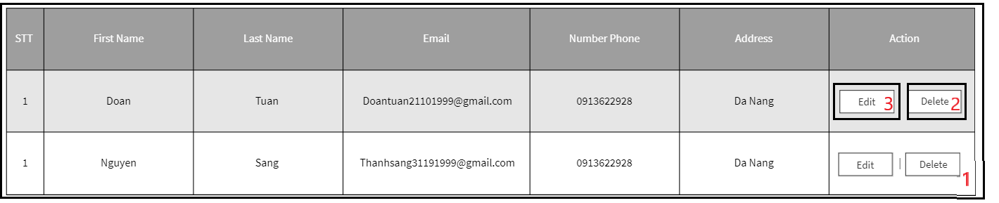 STT First Name Last Name Email Number Phone Address Action
1 Doan Tuan Doantuan21101999@gmail.com 0913622928 Da Nang Edit 3 Delete 2
1 Nguyen Sang Thanhsang31191999@gmail.com 0913622928 Da Nang Edit | Delete
1